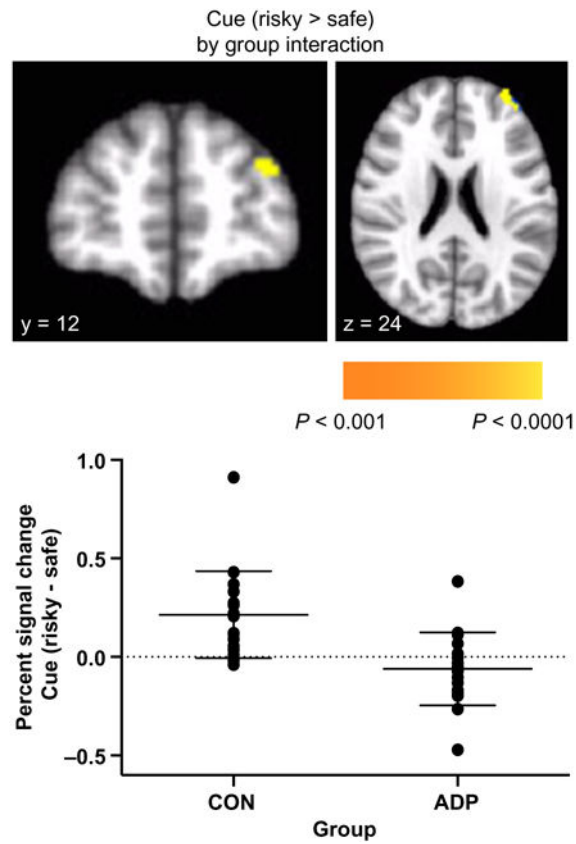 Cue (risky > safe)
by group interaction
y = 12
z = 24
P < 0.001
P < 0.0001
Percent signal change
Cue (risky - safe)
1.0
0.5
0.0
–0.5
CON
ADP
Group